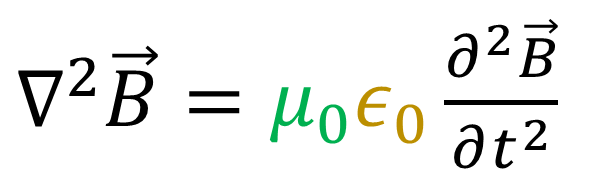 ∇²B⃗ = μ₀ϵ₀ ∂²B⃗/∂t²